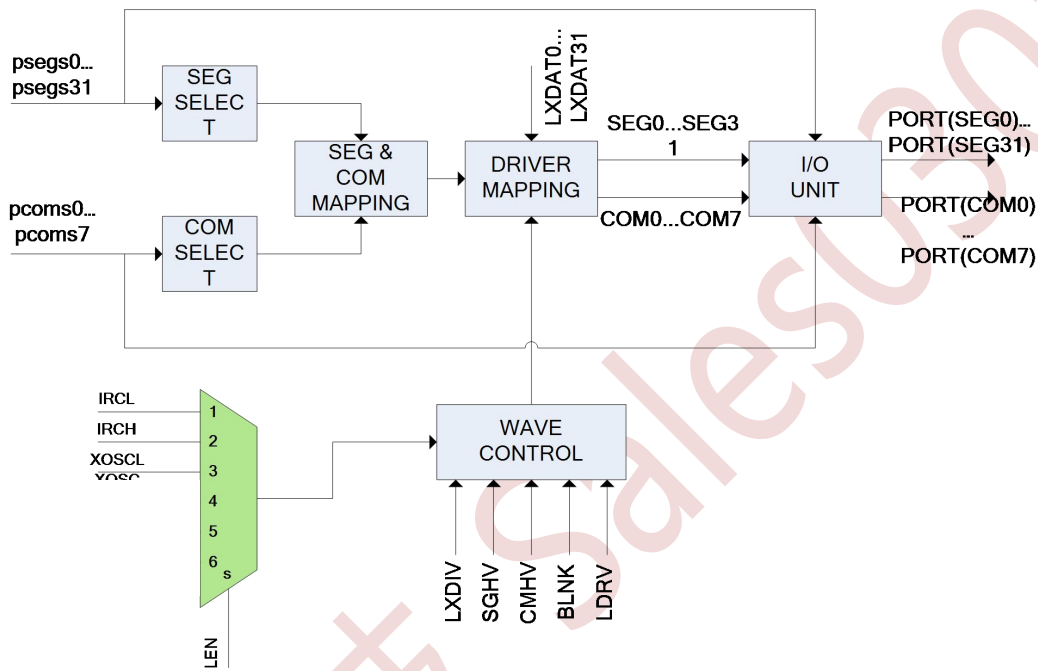 psegs0...
psegs31
SEG
SELEC
T
pcoms0...
pcoms7
COM
SELEC
T
SEG &
COM
MAPPING
LXDAT0...
LXDAT31
DRIVER
MAPPING
SEG0...SEG3
1
COM0...COM7
I/O
UNIT
PORT(SEG0)...
PORT(SEG31)
PORT(COM0)
...
PORT(COM7)
IRCL
IRCH
XOSCL
1
2
3
4
5
6
s
LEN
WAVE
CONTROL
LXDIV
SGHV
CMHV
BLNK
LDRV